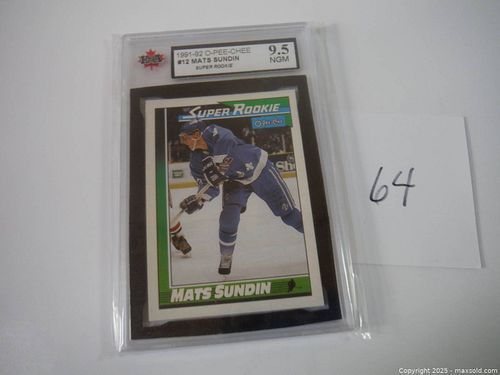 1991-92 O-PEE-CHEE
#12 MATS SUNDIN
SUPER ROOKIE
9.5
NGM
SUPER ROOKIE
O-Pee-Chee
MATS SUNDIN
64
Copyright © 2025 - maxsold.com